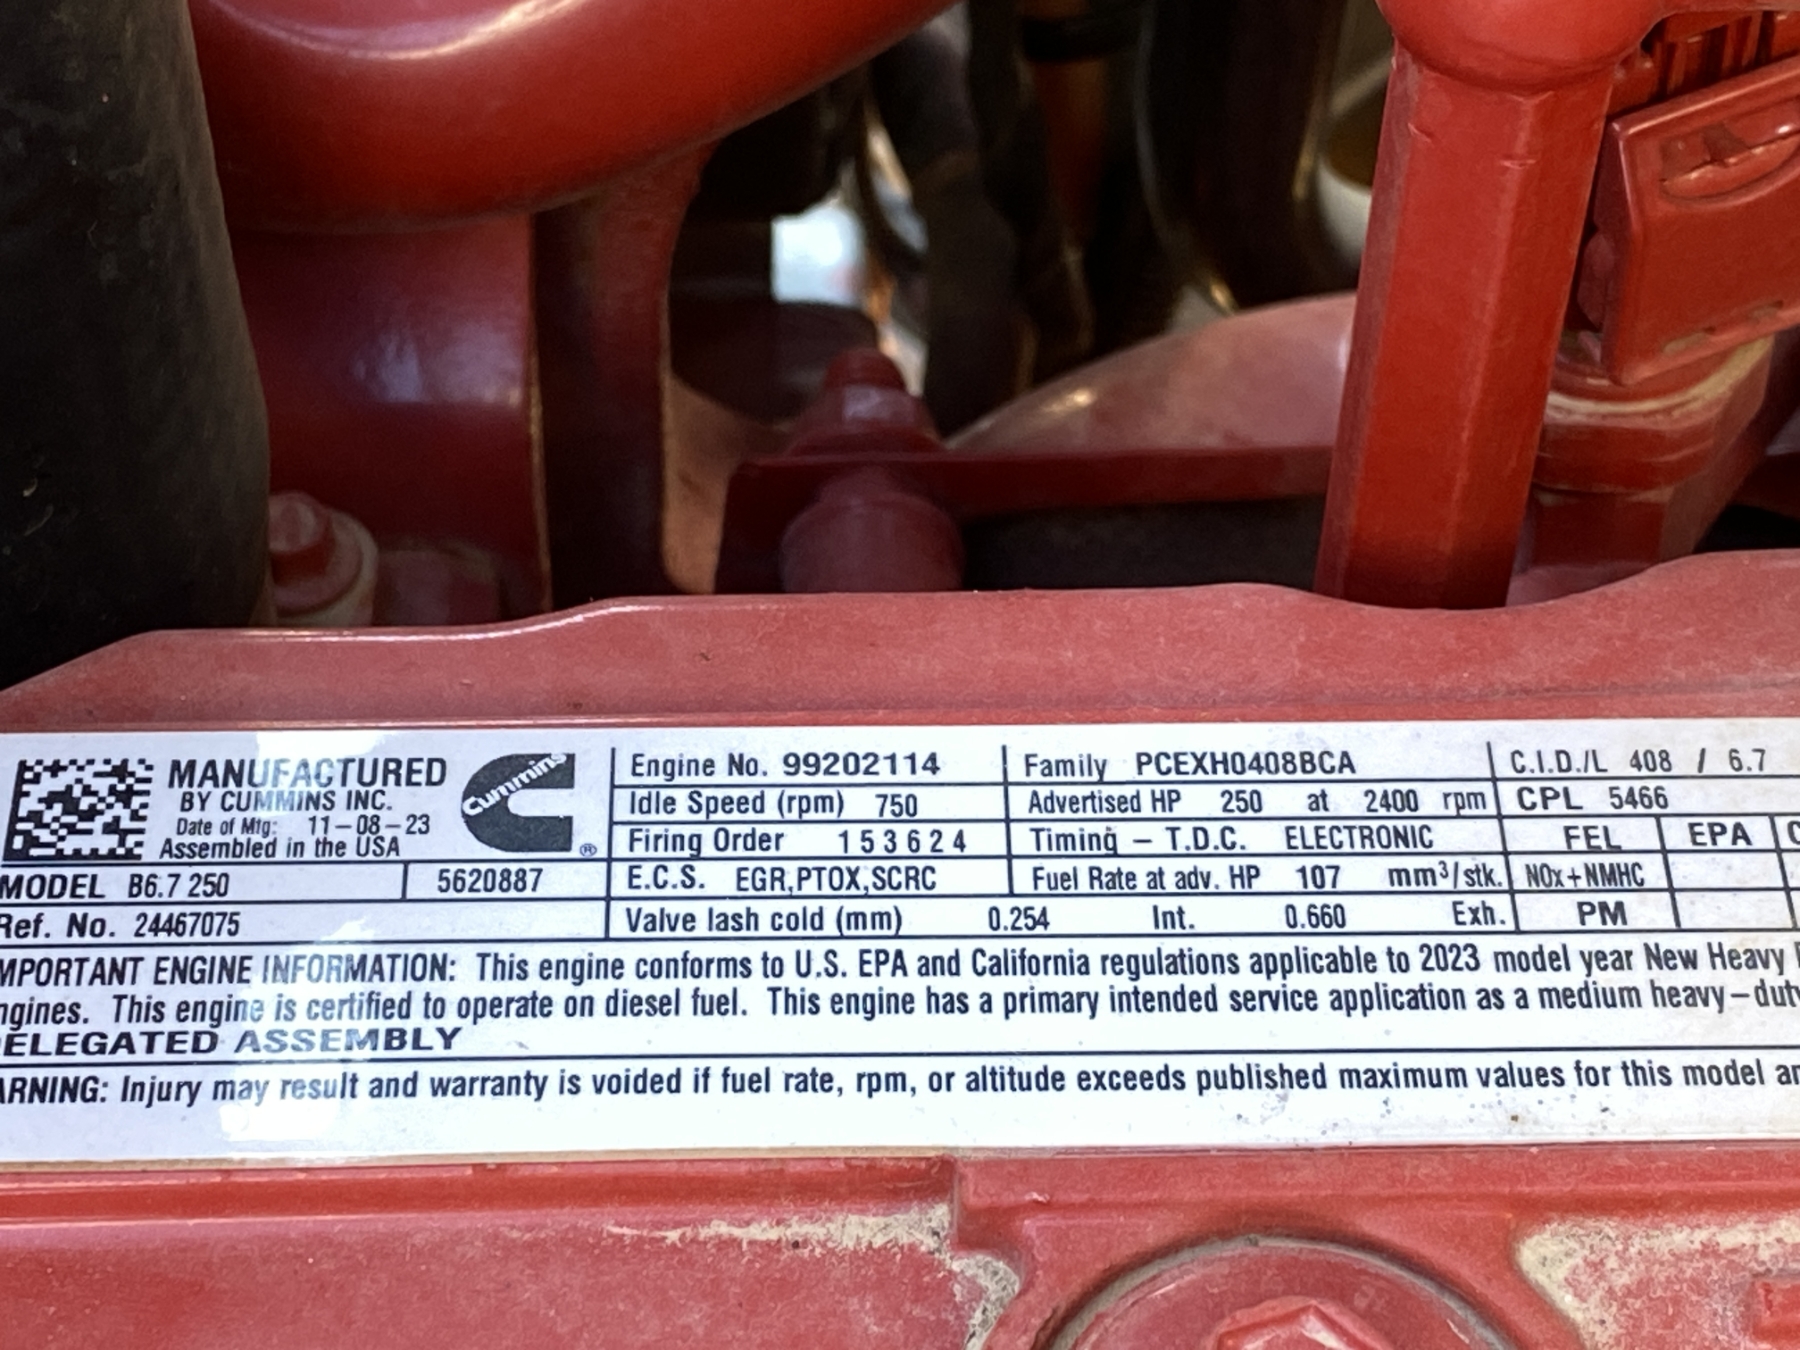 MANUFACTURED
BY CUMMINS INC.
Date of Mfg: 11-08-23
Assembled in the USA
Cummins ®
MODEL B6.7 250 5620887
Ref. No. 24467075
Engine No. 99202114
Idle Speed (rpm) 750
Firing Order 1 5 3 6 2 4
E.C.S. EGR,PTOX,SCRC
Valve lash cold (mm) 0.254 Int. 0.660 Exh.
Family PCEXH0408BCA
Advertised HP 250 at 2400 rpm
Timing – T.D.C. ELECTRONIC
Fuel Rate at adv. HP 107 mm³/stk.
C.I.D./L 408 / 6.7
CPL 5466
FEL EPA C
NOx+NMHC
PM
MPORTANT ENGINE INFORMATION: This engine conforms to U.S. EPA and California regulations applicable to 2023 model year New Heavy
ngines. This engine is certified to operate on diesel fuel. This engine has a primary intended service application as a medium heavy-duty
ELEGATED ASSEMBLY
ARNING: Injury may result and warranty is voided if fuel rate, rpm, or altitude exceeds published maximum values for this model an